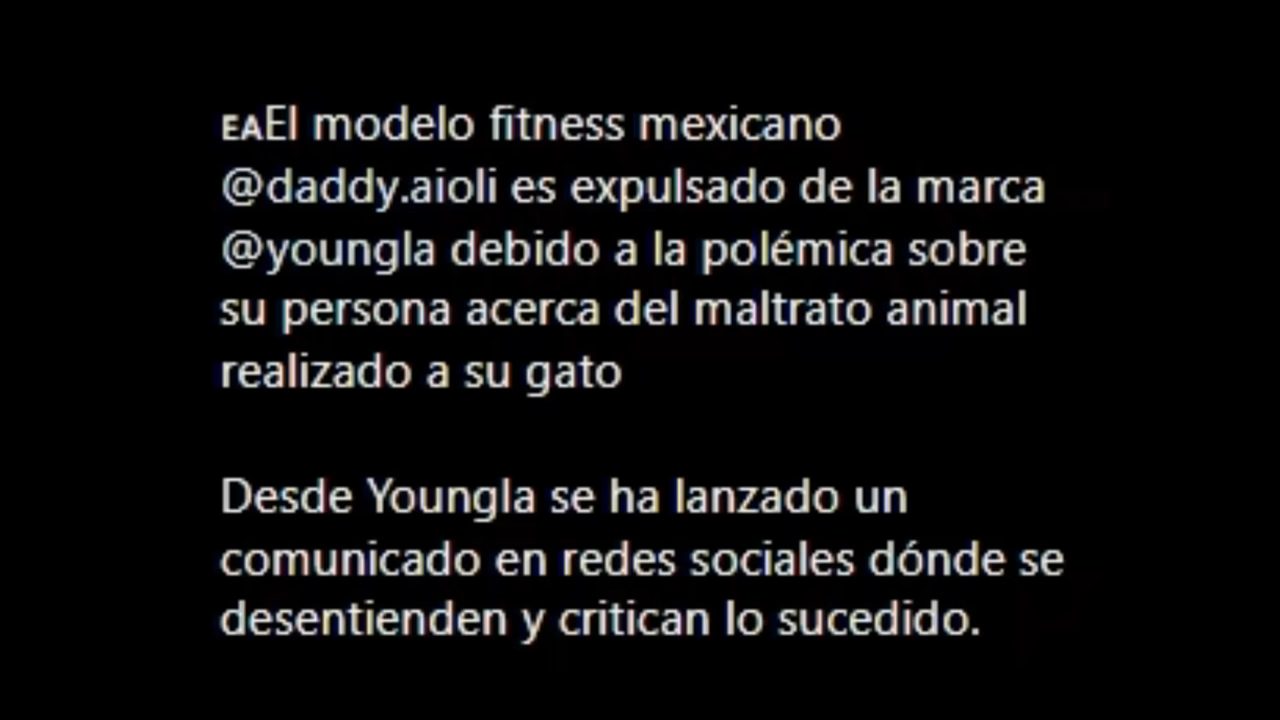 EAEl modelo fitness mexicano
@daddy.aioli es expulsado de la marca
@youngla debido a la polémica sobre
su persona acerca del maltrato animal
realizado a su gato
Desde Youngla se ha lanzado un
comunicado en redes sociales dónde se
desentienden y critican lo sucedido.